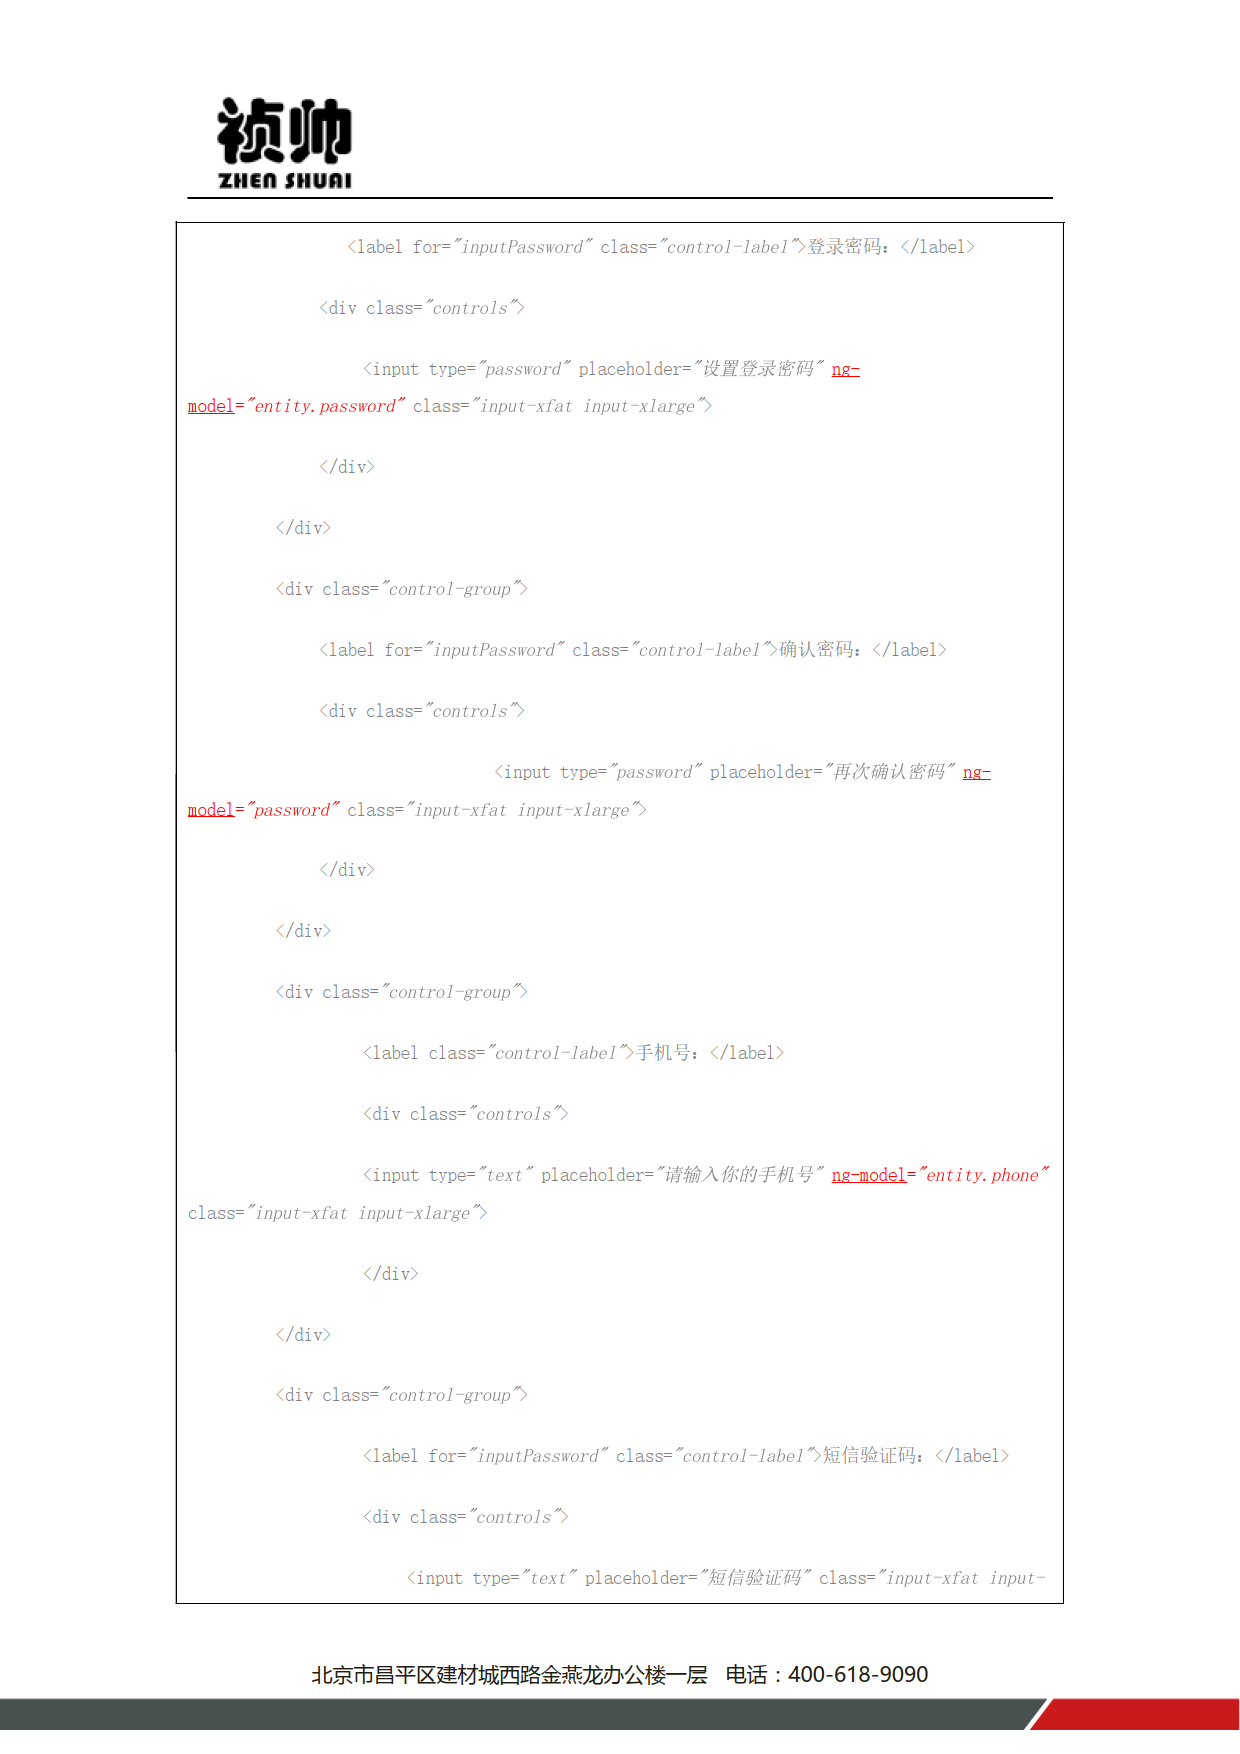 祯帅
ZHEN SHUAI
<label for="inputPassword" class="control-label">登录密码：</label>
<div class="controls">
<input type="password" placeholder="设置登录密码" ng-
model="entity.password" class="input-xfat input-xlarge">
</div>
</div>
<div class="control-group">
<label for="inputPassword" class="control-label">确认密码：</label>
<div class="controls">
<input type="password" placeholder="再次确认密码" ng-
model="password" class="input-xfat input-xlarge">
</div>
</div>
<div class="control-group">
<label class="control-label">手机号：</label>
<div class="controls">
<input type="text" placeholder="请输入你的手机号" ng-model="entity.phone"
class="input-xfat input-xlarge">
</div>
</div>
<div class="control-group">
<label for="inputPassword" class="control-label">短信验证码：</label>
<div class="controls">
<input type="text" placeholder="短信验证码" class="input-xfat input-
北京市昌平区建材城西路金燕龙办公楼一层 电话：400-618-9090